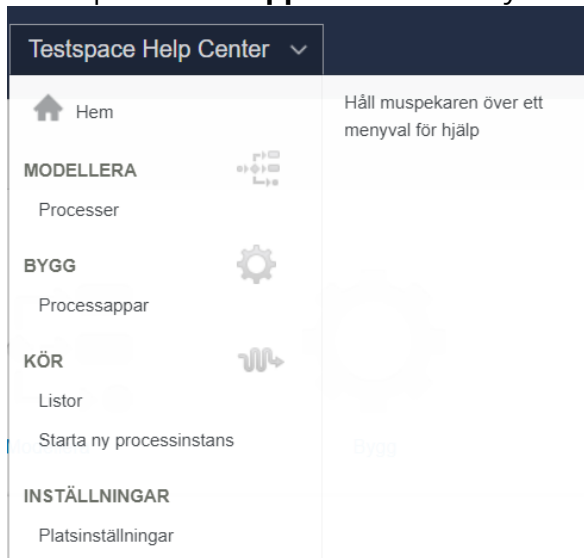 Testspace Help Center
Hem
Håll muspekaren över ett
menyval för hjälp
MODELLERA
Processer
BYGG
Processappar
KÖR
Listor
Starta ny processinstans
INSTÄLLNINGAR
Platsinställningar